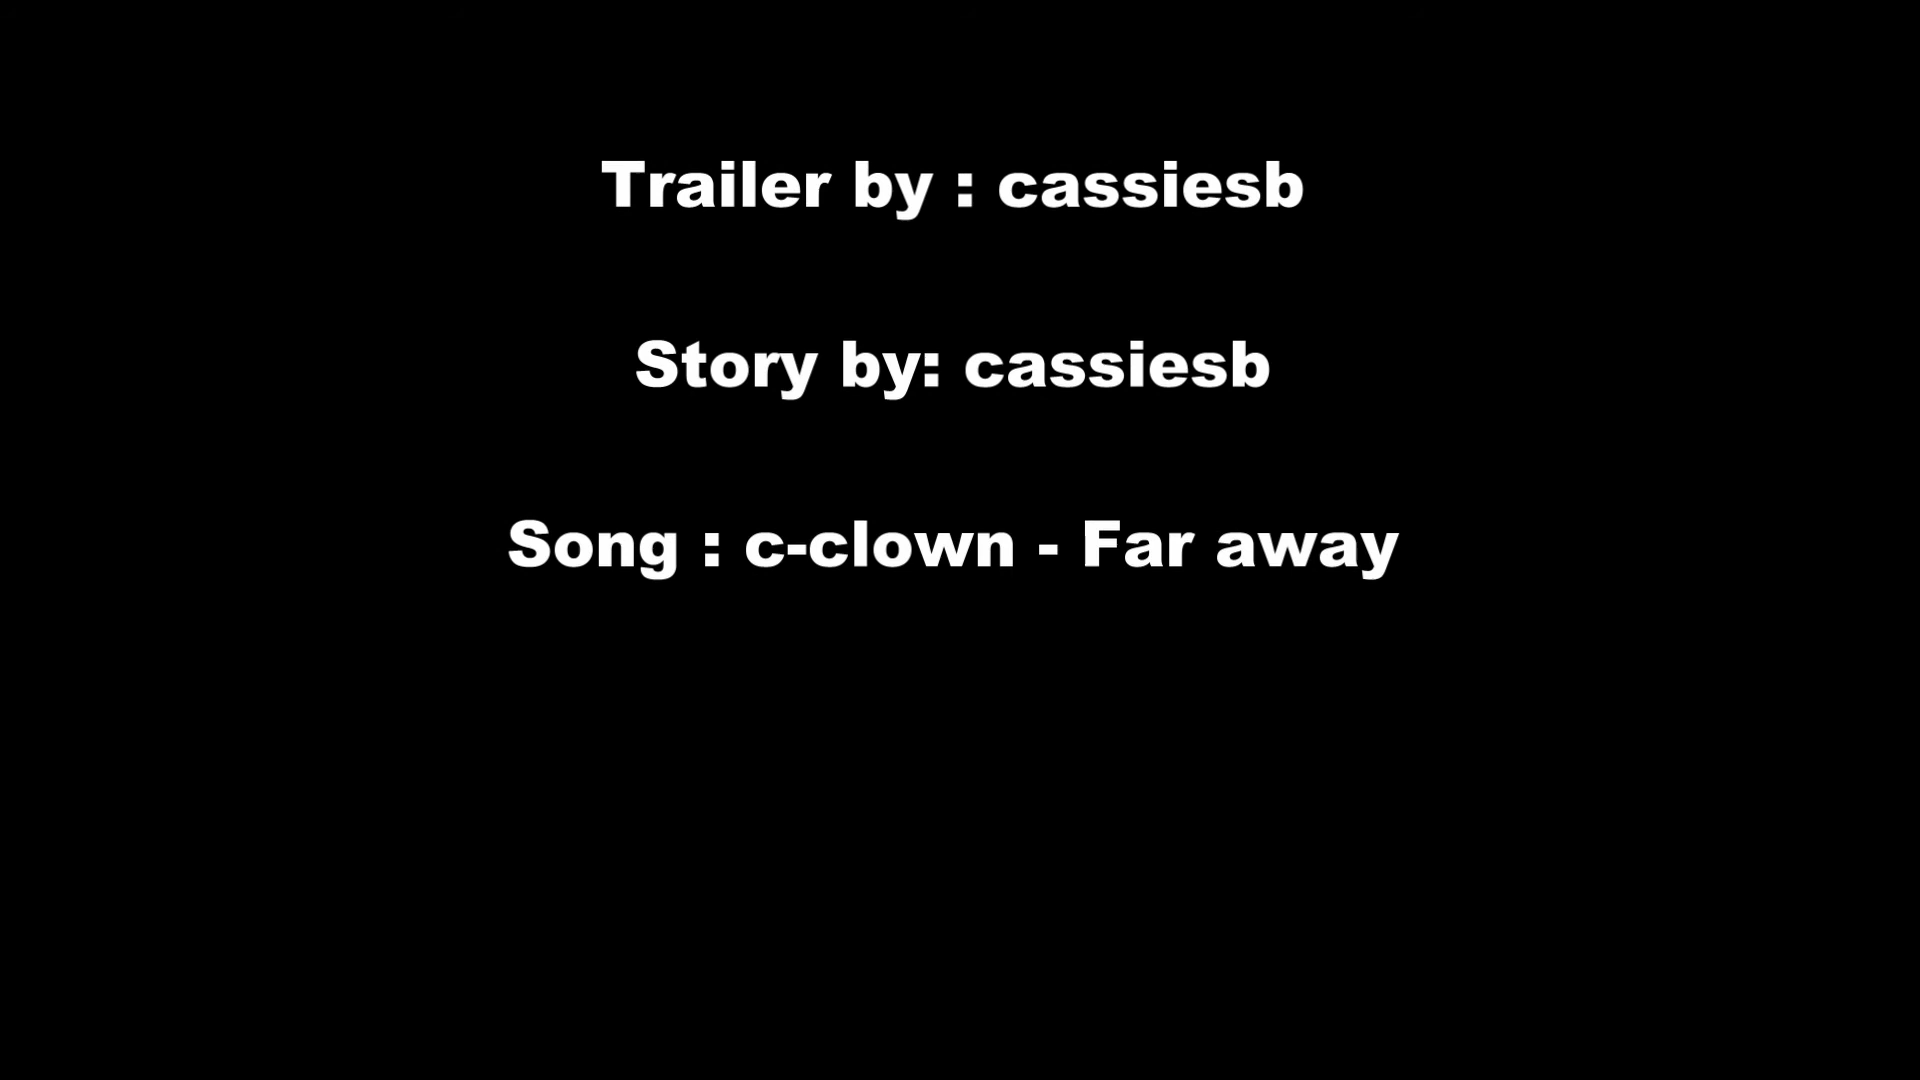 Trailer by : cassiesb
Story by: cassiesb
Song : c-clown - Far away